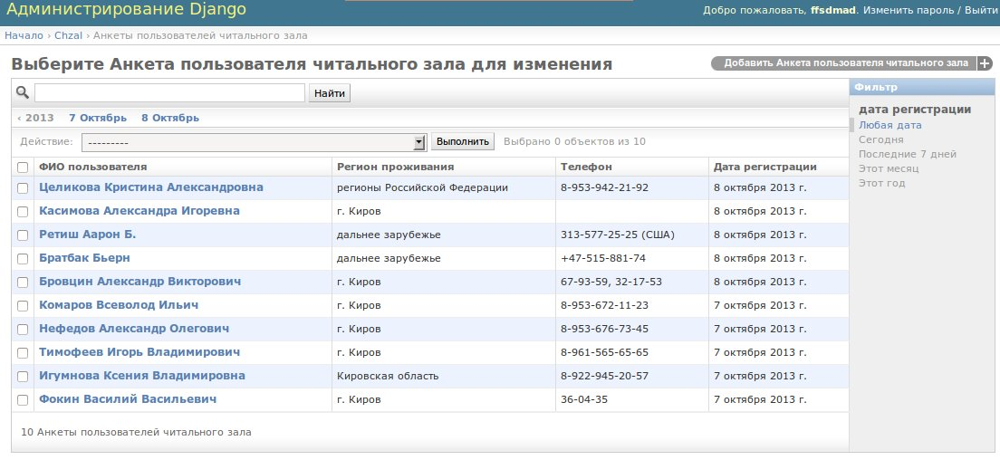 Администрирование Django
Добро пожаловать, ffsdmad. Изменить пароль / Выйти
Начало › Chzal › Анкеты пользователей читального зала
Выберите Анкета пользователя читального зала для изменения
Добавить Анкета пользователя читального зала +
Найти
‹ 2013 7 Октябрь 8 Октябрь
Действие: --------- Выполнить Выбрано 0 объектов из 10
ФИО пользователя Регион проживания Телефон Дата регистрации
Целикова Кристина Александровна регионы Российской Федерации 8-953-942-21-92 8 октября 2013 г.
Касимова Александра Игоревна г. Киров 8 октября 2013 г.
Ретиш Аарон Б. дальнее зарубежье 313-577-25-25 (США) 8 октября 2013 г.
Братбак Бьерн дальнее зарубежье +47-515-881-74 8 октября 2013 г.
Бровцин Александр Викторович г. Киров 67-93-59, 32-17-53 8 октября 2013 г.
Комаров Всеволод Ильич г. Киров 8-953-672-11-23 7 октября 2013 г.
Нефедов Александр Олегович г. Киров 8-953-676-73-45 7 октября 2013 г.
Тимофеев Игорь Владимирович г. Киров 8-961-565-65-65 7 октября 2013 г.
Игумнова Ксения Владимировна Кировская область 8-922-945-20-57 7 октября 2013 г.
Фокин Василий Васильевич г. Киров 36-04-35 7 октября 2013 г.
10 Анкеты пользователей читального зала
Фильтр
дата регистрации
Любая дата
Сегодня
Последние 7 дней
Этот месяц
Этот год